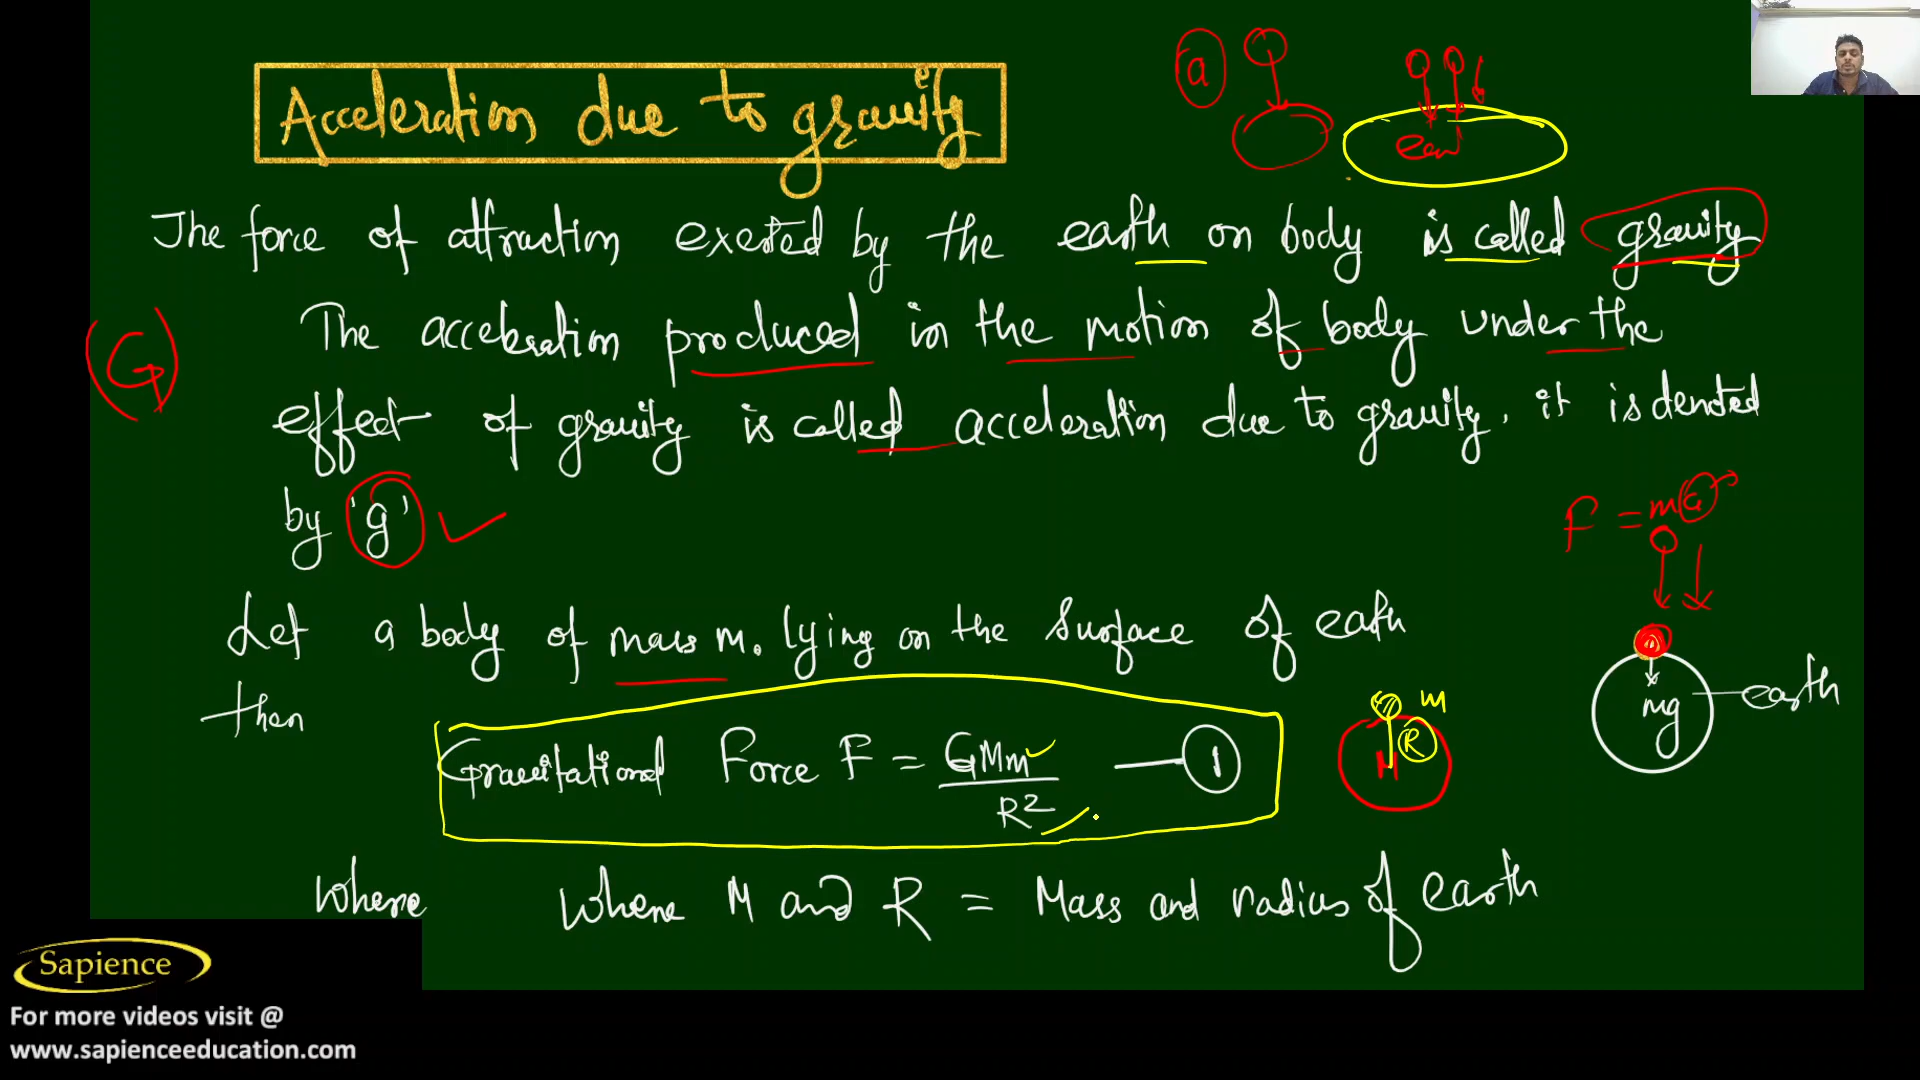 Acceleration due to gravity
a
ear
The force of attraction exerted by the earth on body is called gravity
G
The acceleration produced in the motion of body under the
effect of gravity is called acceleration due to gravity, it is denoted
by 'g'
F = ma
Let a body of mass m. lying on the surface of earth
then
Gravitational Force F = GMm / R² — 1
m
R
M
mg
earth
where where M and R = Mass and radius of earth
Sapience
For more videos visit @
www.sapienceeducation.com